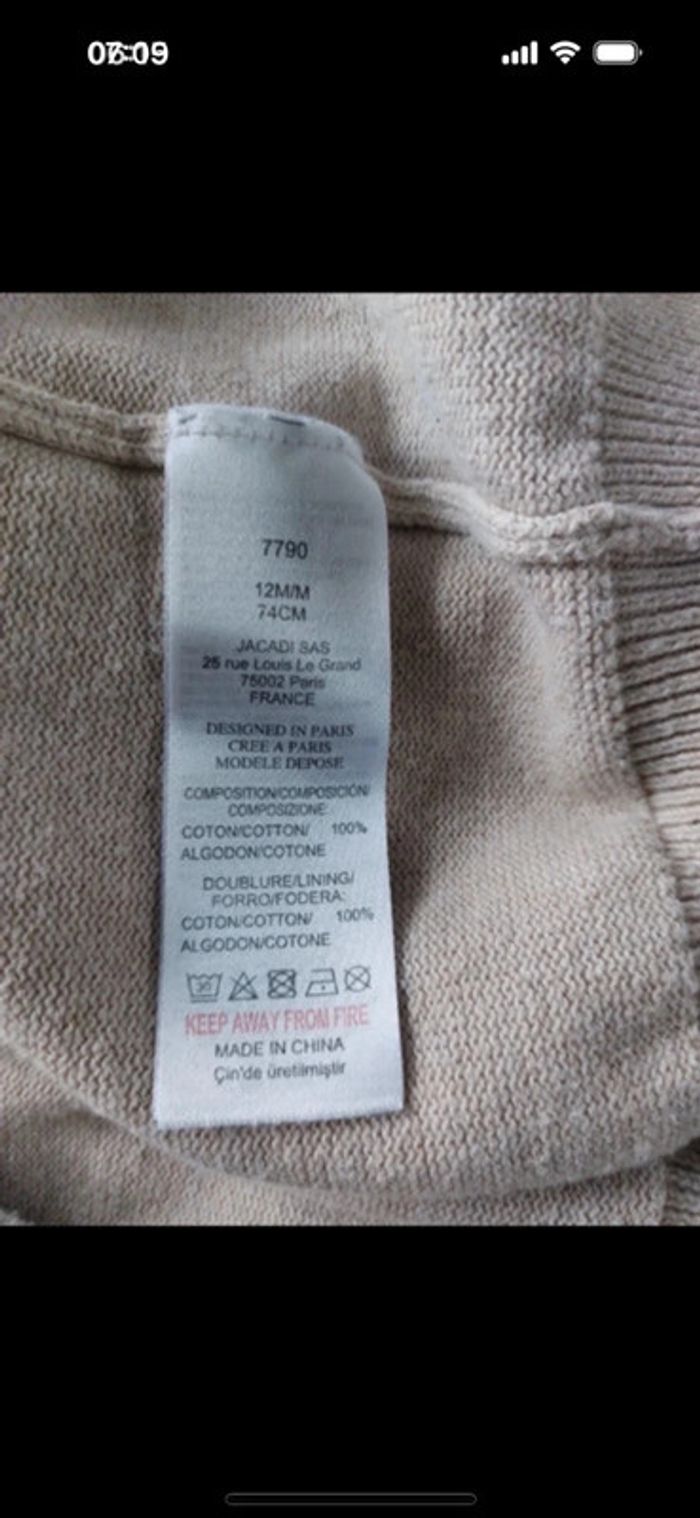 7790
12M/M
74CM
JACADI SAS
25 rue Louis Le Grand
75002 Paris
FRANCE
DESIGNED IN PARIS
CREE A PARIS
MODELE DEPOSE
COMPOSITION/COMPOSICIÓN/
COMPOSIZIONE:
COTON/COTTON/ 100%
ALGODON/COTONE
DOUBLURE/LINING/
FORRO/FODERA:
COTON/COTTON/ 100%
ALGODON/COTONE
30
KEEP AWAY FROM FIRE
MADE IN CHINA
Çin'de üretilmiştir